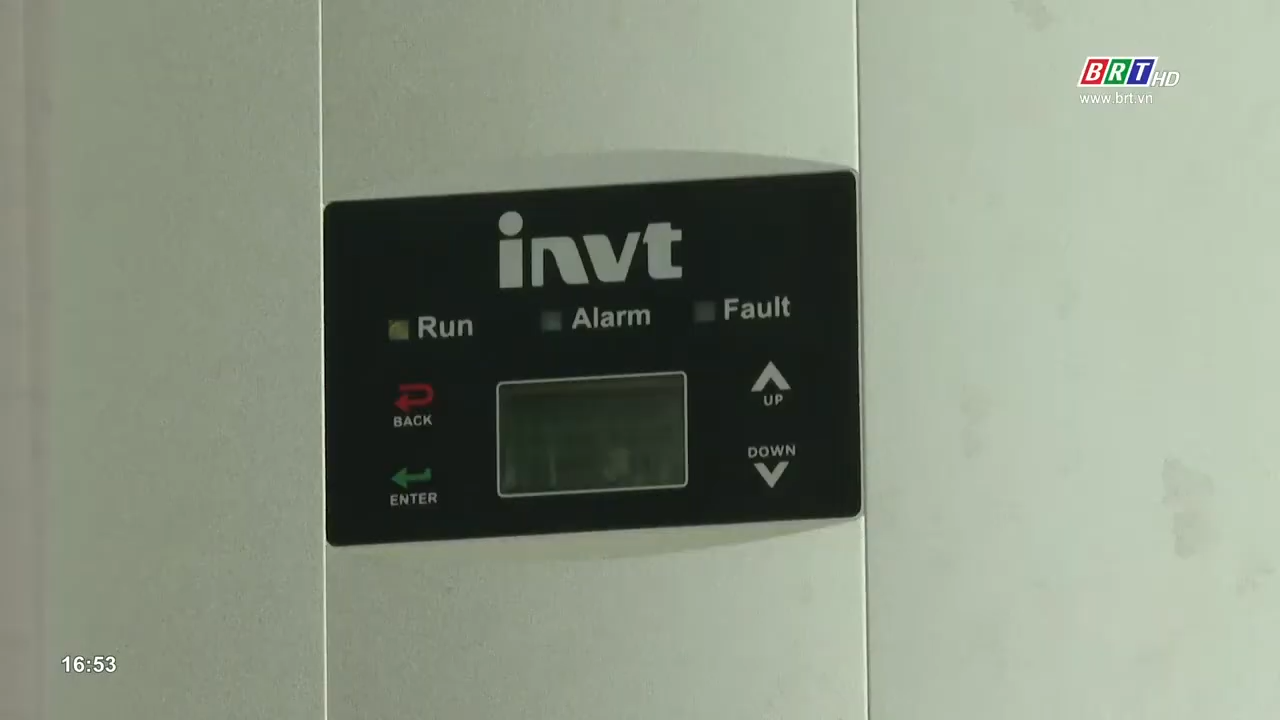 BRT HD
www.brt.vn
invt
Run Alarm Fault
BACK
UP
ENTER
DOWN
16:53